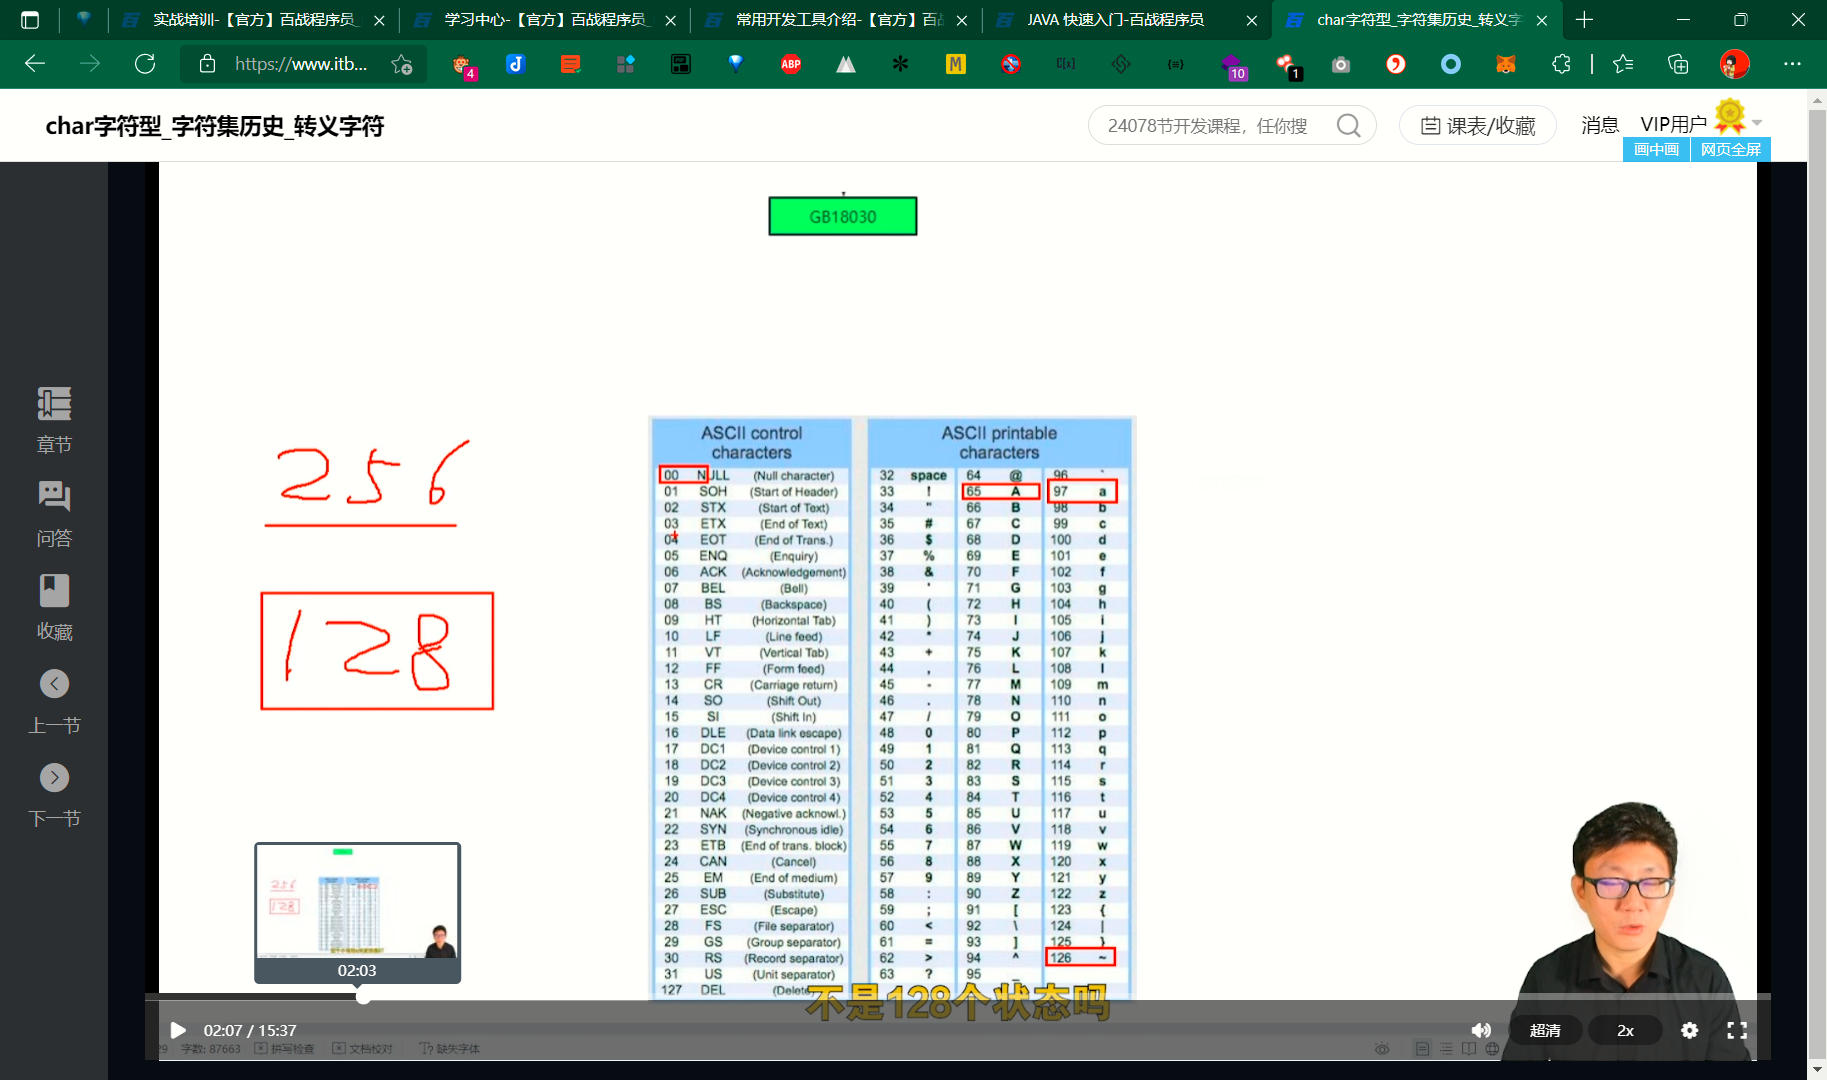 实战培训-【官方】百战程序员_
学习中心-【官方】百战程序员_
常用开发工具介绍-【官方】百战
JAVA 快速入门-百战程序员
char字符型_字符集历史_转义字
https://www.itb...
4
ABP
M
10
1
char字符型_字符集历史_转义字符
24078节开发课程，任你搜
课表/收藏
消息
VIP用户
画中画
网页全屏
章节
问答
收藏
上一节
下一节
GB18030
256
128
ASCII control
characters
00 NULL (Null character)
01 SOH (Start of Header)
02 STX (Start of Text)
03 ETX (End of Text)
04 EOT (End of Trans.)
05 ENQ (Enquiry)
06 ACK (Acknowledgement)
07 BEL (Bell)
08 BS (Backspace)
09 HT (Horizontal Tab)
10 LF (Line feed)
11 VT (Vertical Tab)
12 FF (Form feed)
13 CR (Carriage return)
14 SO (Shift Out)
15 SI (Shift In)
16 DLE (Data link escape)
17 DC1 (Device control 1)
18 DC2 (Device control 2)
19 DC3 (Device control 3)
20 DC4 (Device control 4)
21 NAK (Negative acknowl.)
22 SYN (Synchronous idle)
23 ETB (End of trans. block)
24 CAN (Cancel)
25 EM (End of medium)
26 SUB (Substitute)
27 ESC (Escape)
28 FS (File separator)
29 GS (Group separator)
30 RS (Record separator)
31 US (Unit separator)
127 DEL (Delete)
ASCII printable
characters
32 space 64 @ 96 `
33 ! 65 A 97 a
34 " 66 B 98 b
35 # 67 C 99 c
36 $ 68 D 100 d
37 % 69 E 101 e
38 & 70 F 102 f
39 ' 71 G 103 g
40 ( 72 H 104 h
41 ) 73 I 105 i
42 * 74 J 106 j
43 + 75 K 107 k
44 , 76 L 108 l
45 - 77 M 109 m
46 . 78 N 110 n
47 / 79 O 111 o
48 0 80 P 112 p
49 1 81 Q 113 q
50 2 82 R 114 r
51 3 83 S 115 s
52 4 84 T 116 t
53 5 85 U 117 u
54 6 86 V 118 v
55 7 87 W 119 w
56 8 88 X 120 x
57 9 89 Y 121 y
58 : 90 Z 122 z
59 ; 91 [ 123 {
60 < 92 \ 124 |
61 = 93 ] 125 }
62 > 94 ^ 126 ~
63 ? 95 _
256
128
02:03
不是128个状态吗
02:07 / 15:37
超清
2x
29 字数: 87663 拼写检查 文档校对 缺失字体